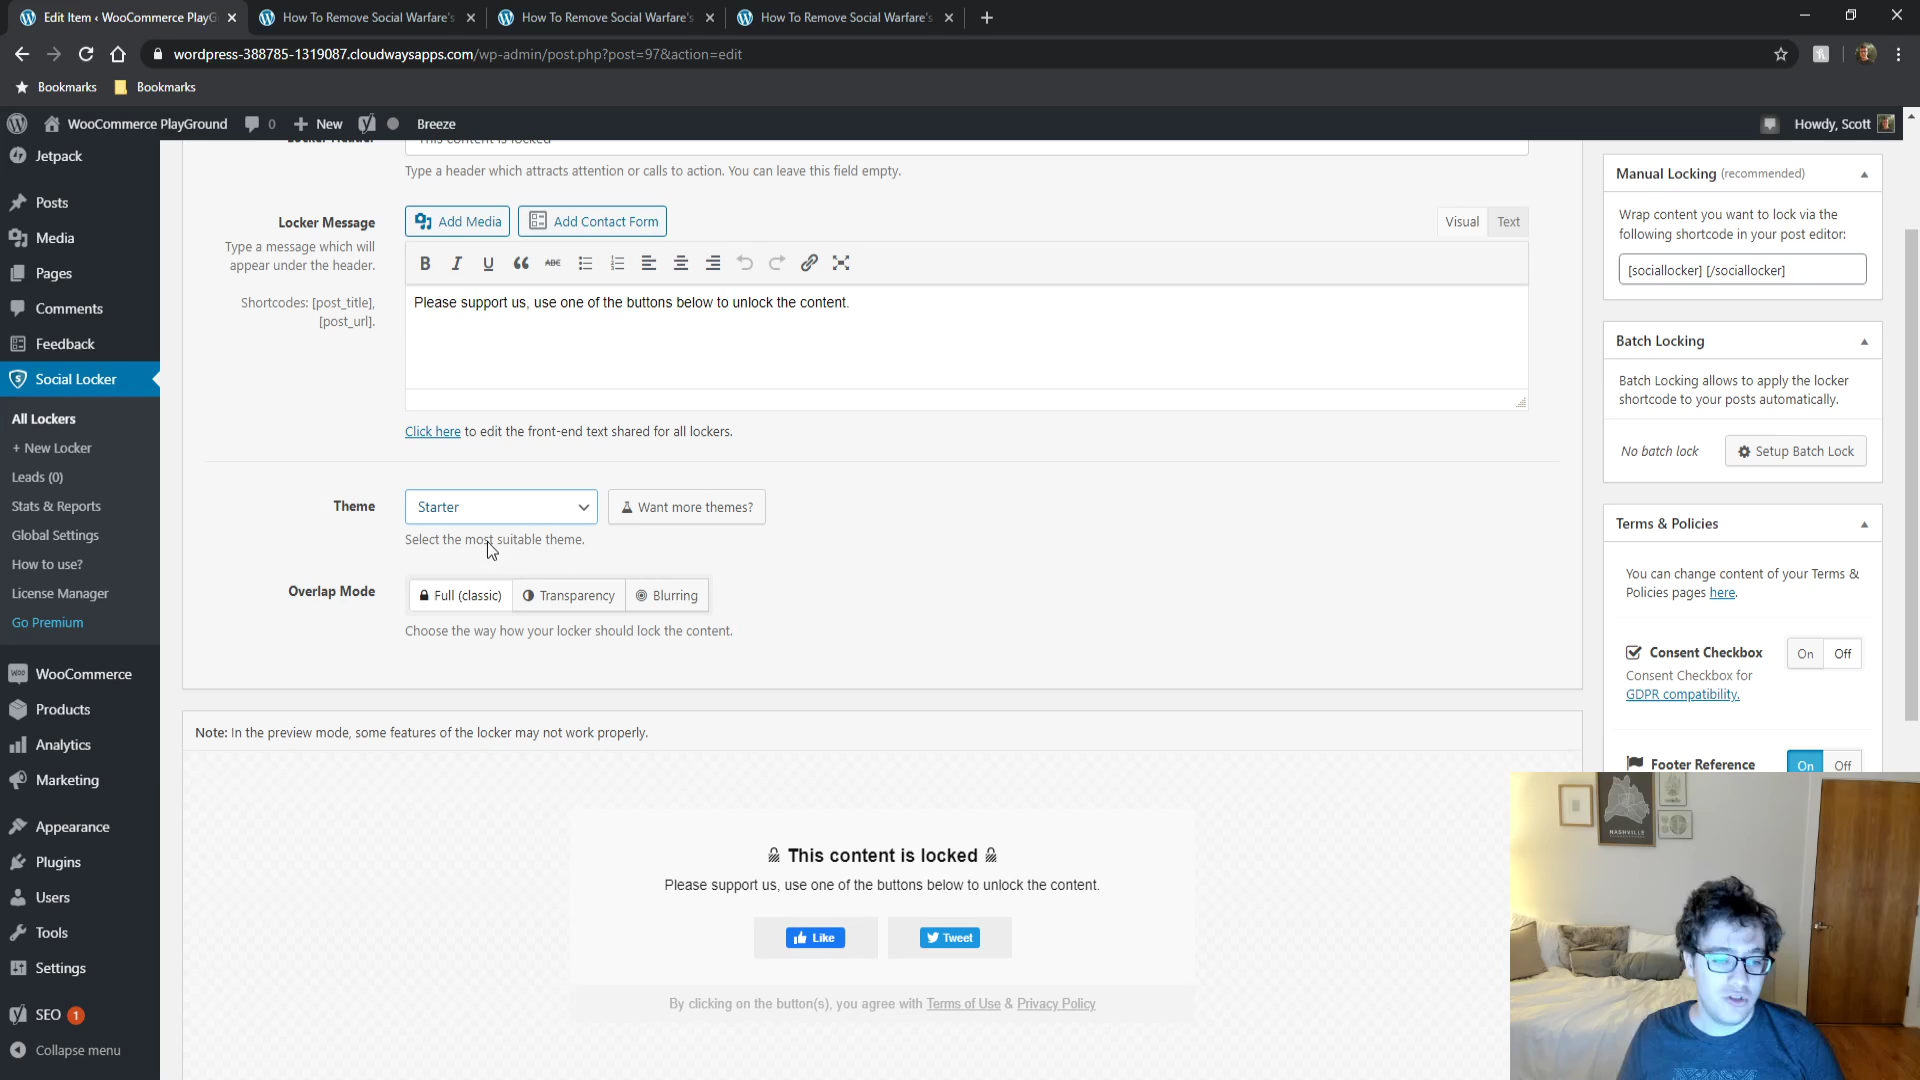 Edit Item ‹ WooCommerce PlayG
How To Remove Social Warfare's
How To Remove Social Warfare's
How To Remove Social Warfare's
wordpress-388785-1319087.cloudwaysapps.com/wp-admin/post.php?post=97&action=edit
Bookmarks
Bookmarks
WooCommerce PlayGround
0
New
Breeze
Howdy, Scott
Jetpack
Posts
Media
Pages
Comments
Feedback
Social Locker
All Lockers
+ New Locker
Leads (0)
Stats & Reports
Global Settings
How to use?
License Manager
Go Premium
WooCommerce
Products
Analytics
Marketing
Appearance
Plugins
Users
Tools
Settings
SEO 1
Collapse menu
Locker Header
This content is locked
Type a header which attracts attention or calls to action. You can leave this field empty.
Locker Message
Type a message which will
appear under the header.
Shortcodes: [post_title],
[post_url].
Add Media
Add Contact Form
Visual
Text
B I U ABC
Please support us, use one of the buttons below to unlock the content.
Click here to edit the front-end text shared for all lockers.
Theme
Starter
Want more themes?
Select the most suitable theme.
Overlap Mode
Full (classic)
Transparency
Blurring
Choose the way how your locker should lock the content.
Note: In the preview mode, some features of the locker may not work properly.
This content is locked
Please support us, use one of the buttons below to unlock the content.
Like
Tweet
By clicking on the button(s), you agree with Terms of Use & Privacy Policy
Manual Locking (recommended)
Wrap content you want to lock via the
following shortcode in your post editor:
[sociallocker] [/sociallocker]
Batch Locking
Batch Locking allows to apply the locker
shortcode to your posts automatically.
No batch lock
Setup Batch Lock
Terms & Policies
You can change content of your Terms &
Policies pages here.
Consent Checkbox
On
Off
Consent Checkbox for
GDPR compatibility.
Footer Reference
On
Off
NASHVILLE